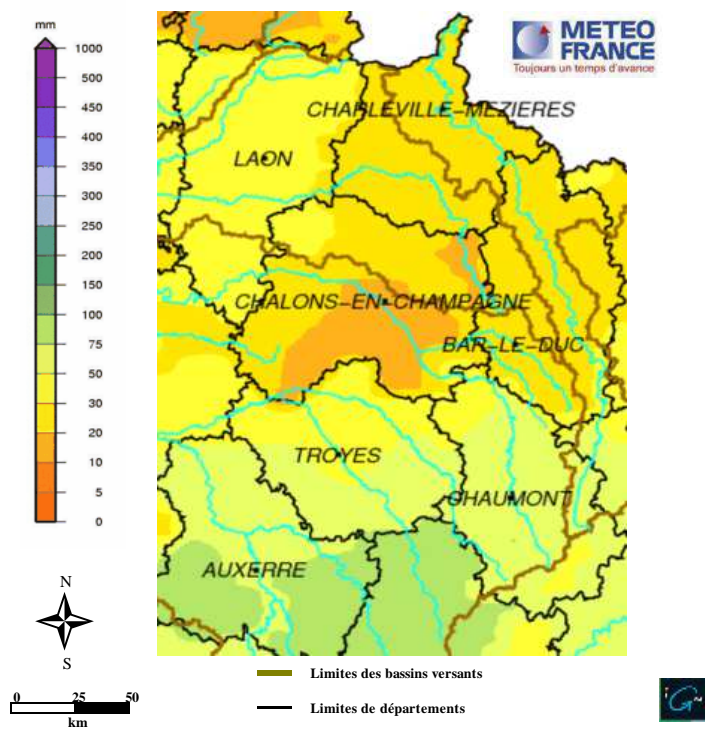 mm
1000
500
450
400
350
300
250
200
150
100
75
50
30
20
10
5
0
METEO
FRANCE
Toujours un temps d'avance
CHARLEVILLE-MEZIERES
LAON
CHALONS-EN-CHAMPAGNE
BAR-LE-DUC
TROYES
CHAUMONT
AUXERRE
N
S
0 25 50
km
Limites des bassins versants
Limites de départements